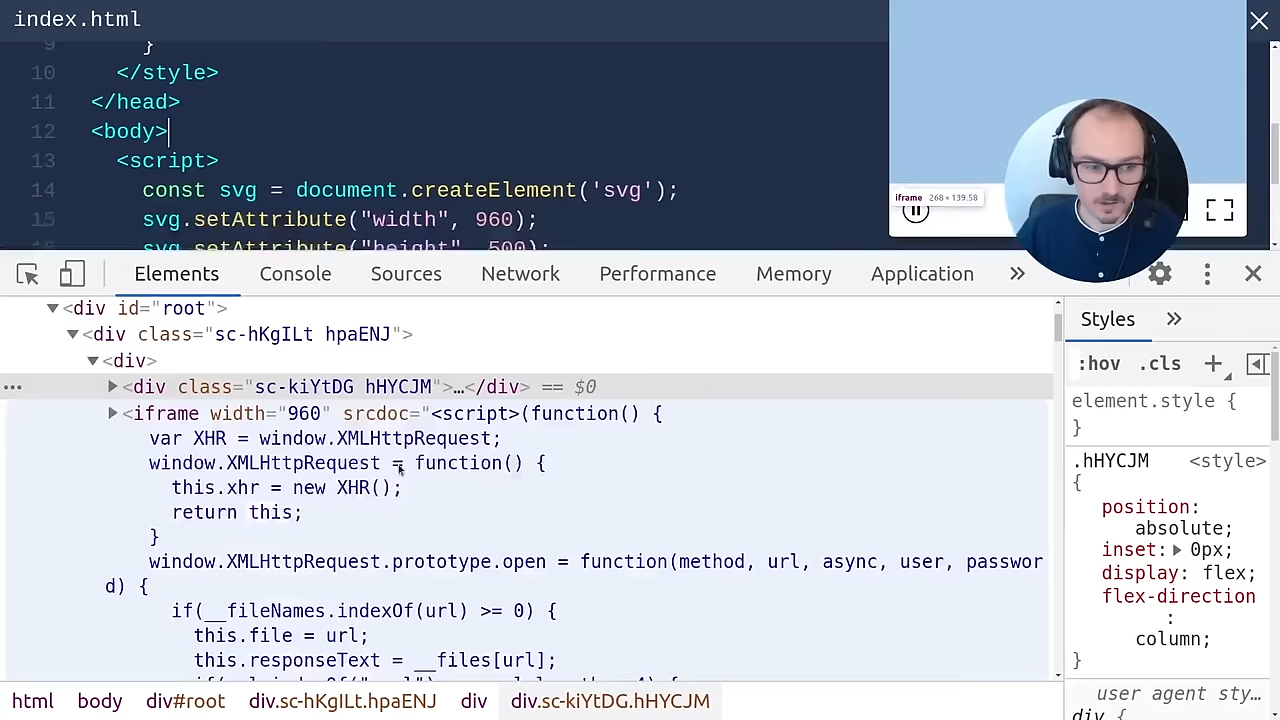 index.html
9 }
10 </style>
11 </head>
12 <body>
13 <script>
14 const svg = document.createElement('svg');
15 svg.setAttribute("width", 960);
16 svg.setAttribute("height", 500);
iframe 268 × 139.58
Elements Console Sources Network Performance Memory Application »
<div id="root">
<div class="sc-hKgILt hpaENJ">
<div>
… <div class="sc-kiYtDG hHYCJM">…</div> == $0
<iframe width="960" srcdoc="<script>(function() {
var XHR = window.XMLHttpRequest;
window.XMLHttpRequest = function() {
this.xhr = new XHR();
return this;
}
window.XMLHttpRequest.prototype.open = function(method, url, async, user, passwor
d) {
if(__fileNames.indexOf(url) >= 0) {
this.file = url;
this.responseText = __files[url];
Styles »
:hov .cls +
element.style {
}
.hHYCJM <style>
{
position:
absolute;
inset: 0px;
display: flex;
flex-direction
:
column;
}
user agent sty…
div {
html body div#root div.sc-hKgILt.hpaENJ div div.sc-kiYtDG.hHYCJM